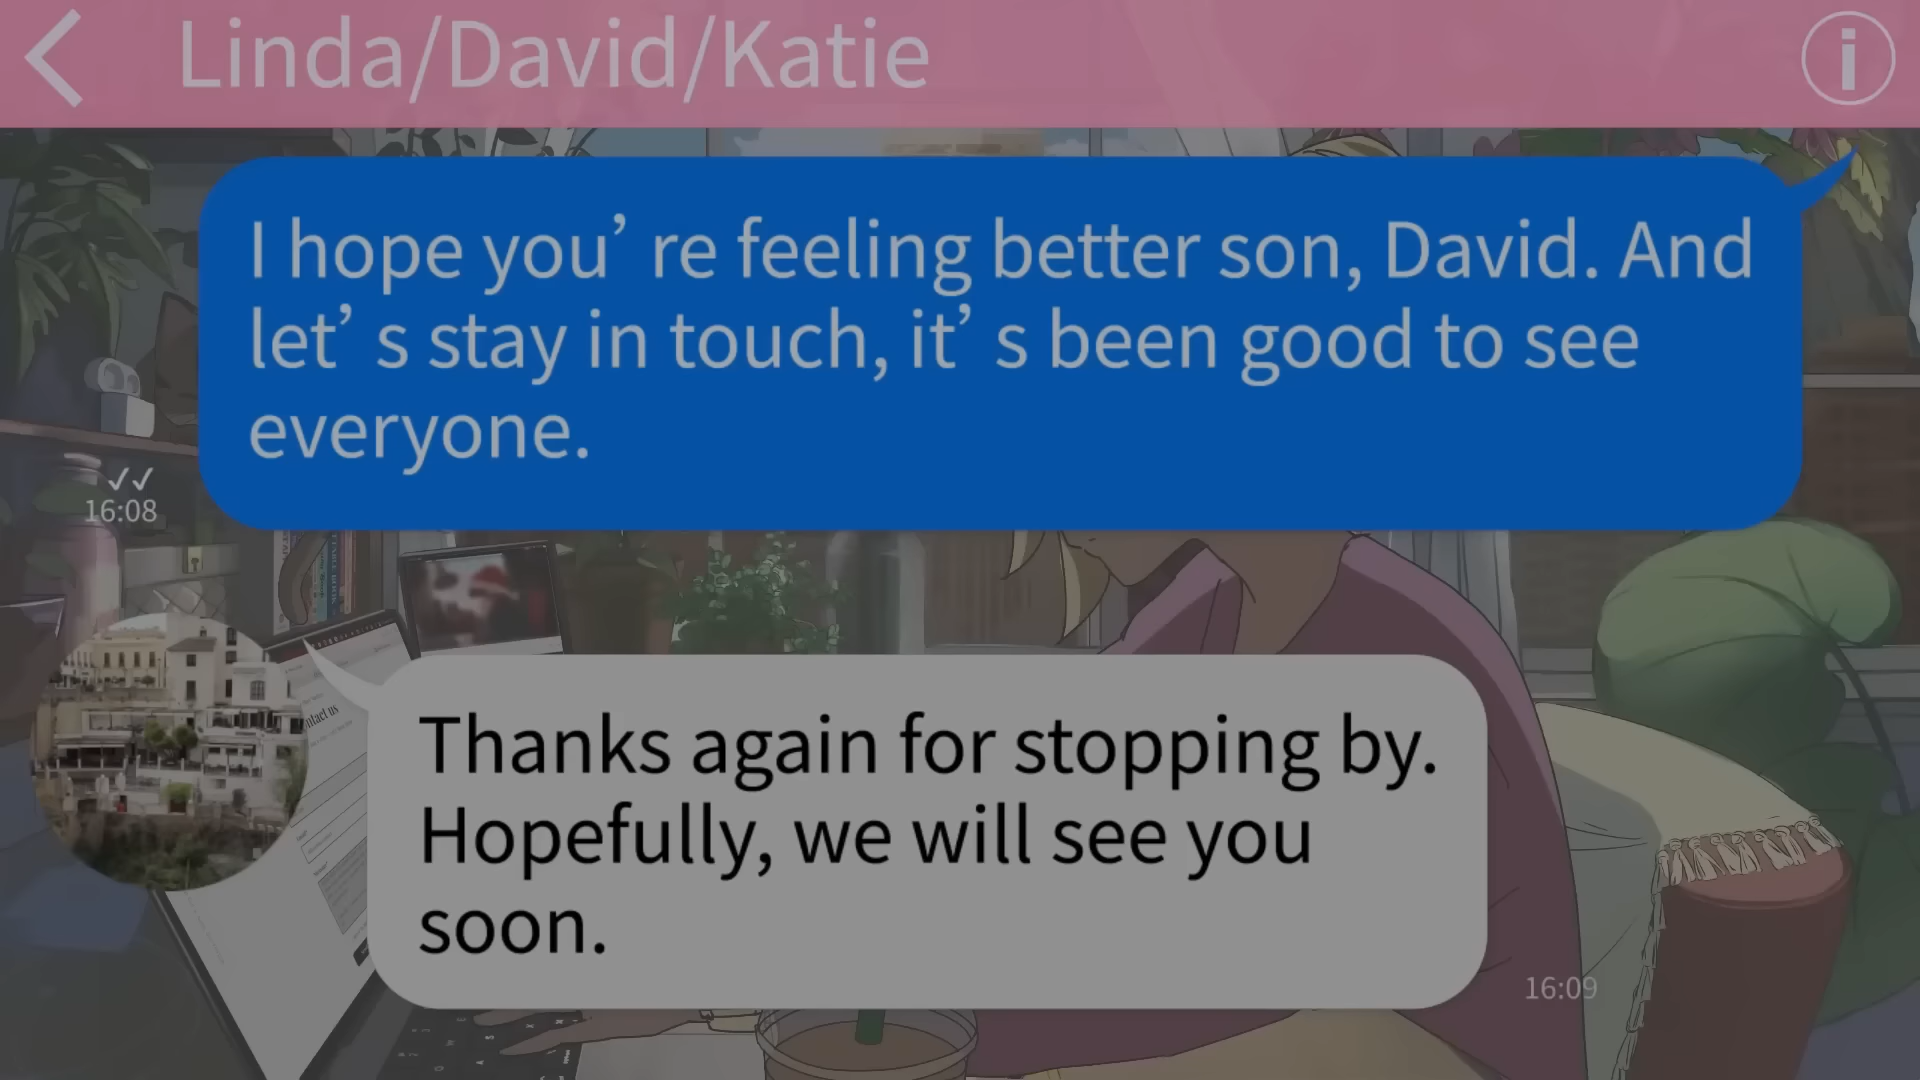 Linda/David/Katie
I hope you’re feeling better son, David. And
let’s stay in touch, it’s been good to see
everyone.
16:08
Thanks again for stopping by.
Hopefully, we will see you
soon.
16:09